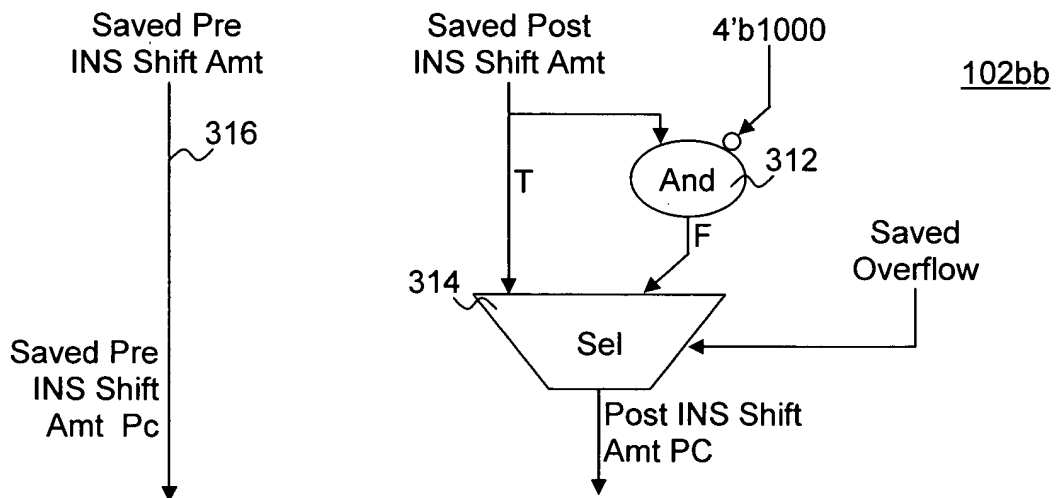 Saved Pre
INS Shift Amt
Saved Post
INS Shift Amt
4'b1000
102bb
316
T
And
312
F
Saved
Overflow
314
Sel
Saved Pre
INS Shift
Amt Pc
Post INS Shift
Amt PC